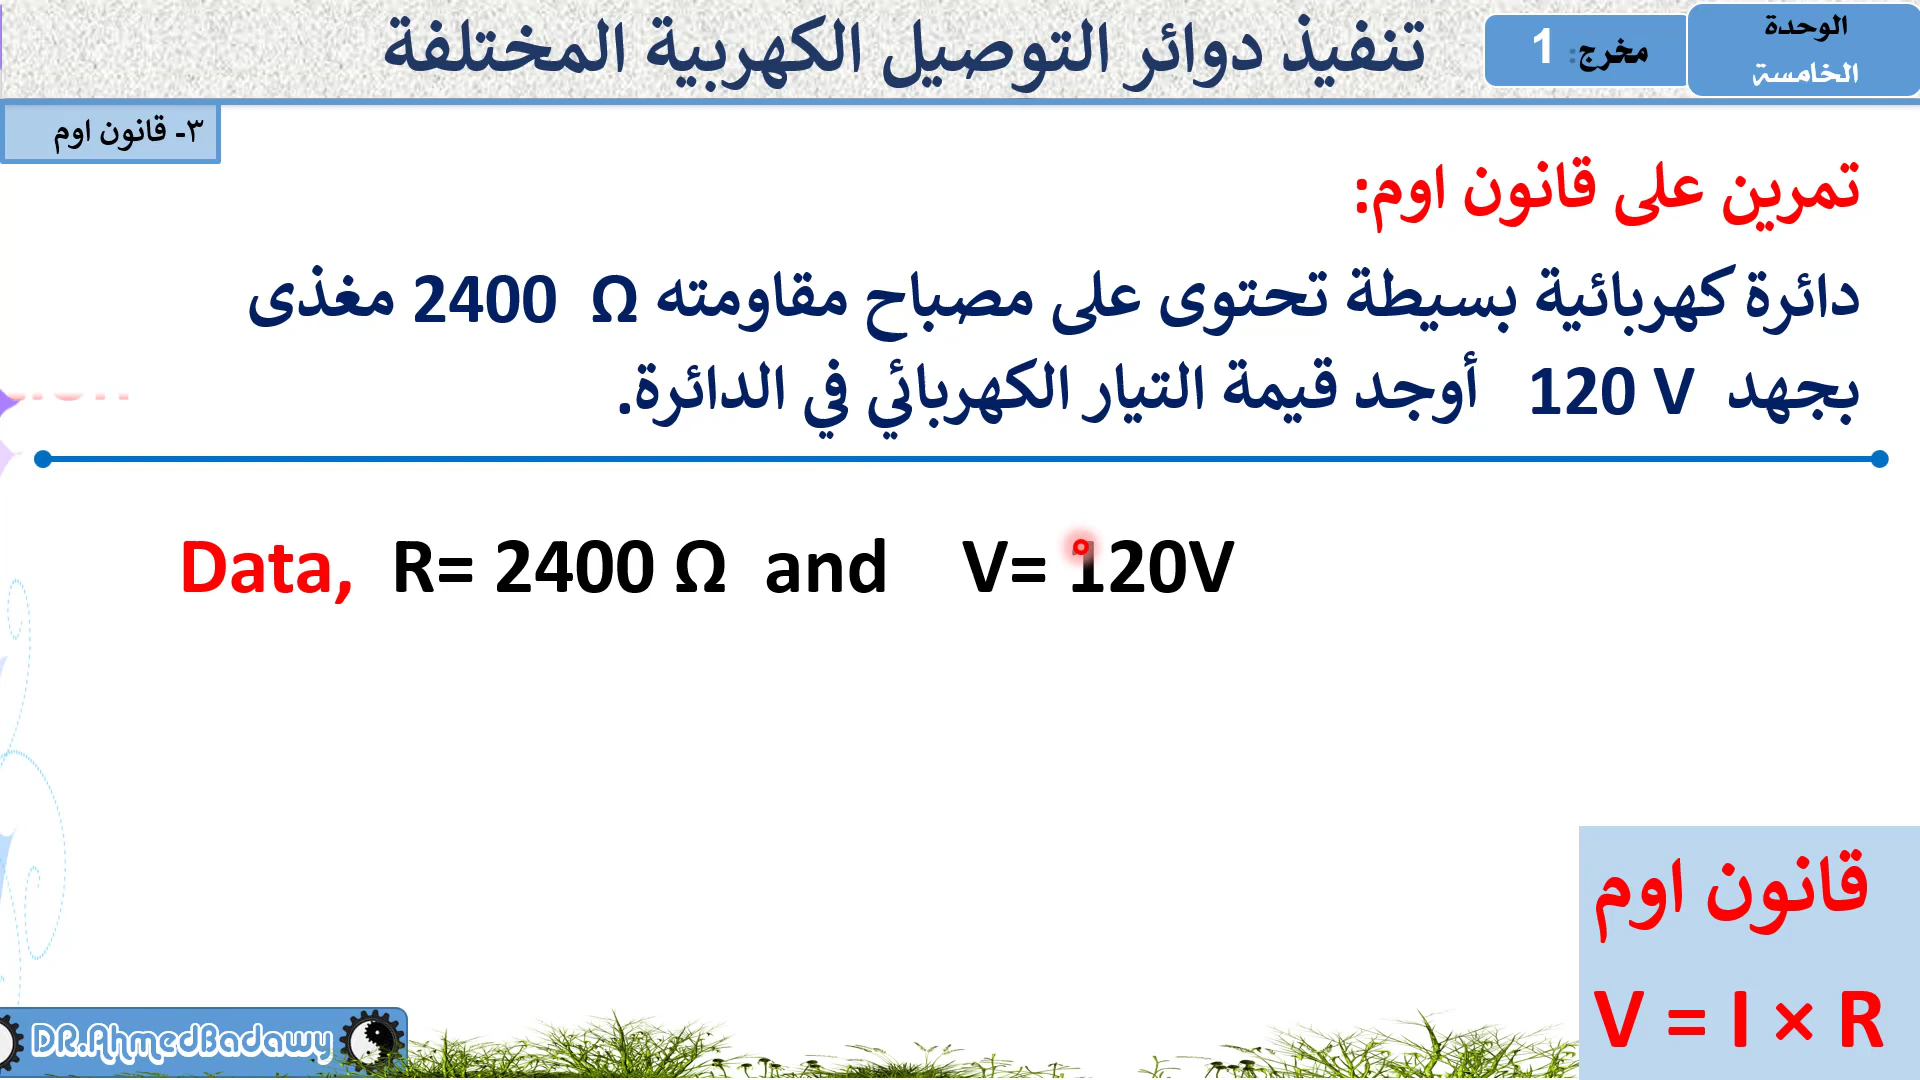 الوحدة
الخامسة
مخرج: 1
تنفيذ دوائر التوصيل الكهربية المختلفة
٣- قانون اوم
تمرين على قانون اوم:
دائرة كهربائية بسيطة تحتوى على مصباح مقاومته 2400 Ω مغذى
بجهد 120 V أوجد قيمة التيار الكهربائي في الدائرة.
Data, R= 2400 Ω and V= 120V
قانون اوم
V = I × R
DR.AhmedBadawy